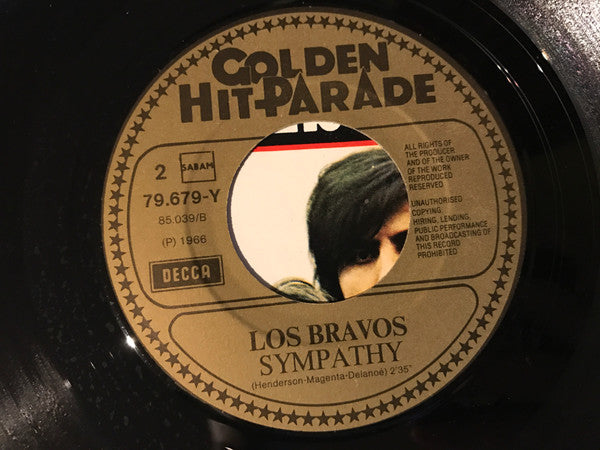 GOLDEN
HIT-PARADE
2 SABAM
79.679-Y
85.039/B
(P) 1966
DECCA
ALL RIGHTS OF
THE PRODUCER
AND OF THE OWNER
OF THE WORK
REPRODUCED
RESERVED
UNAUTHORISED
COPYING,
HIRING, LENDING,
PUBLIC PERFORMANCE
AND BROADCASTING OF
THIS RECORD
PROHIBITED
LOS BRAVOS
SYMPATHY
(Henderson-Magenta-Delanoë) 2'35"